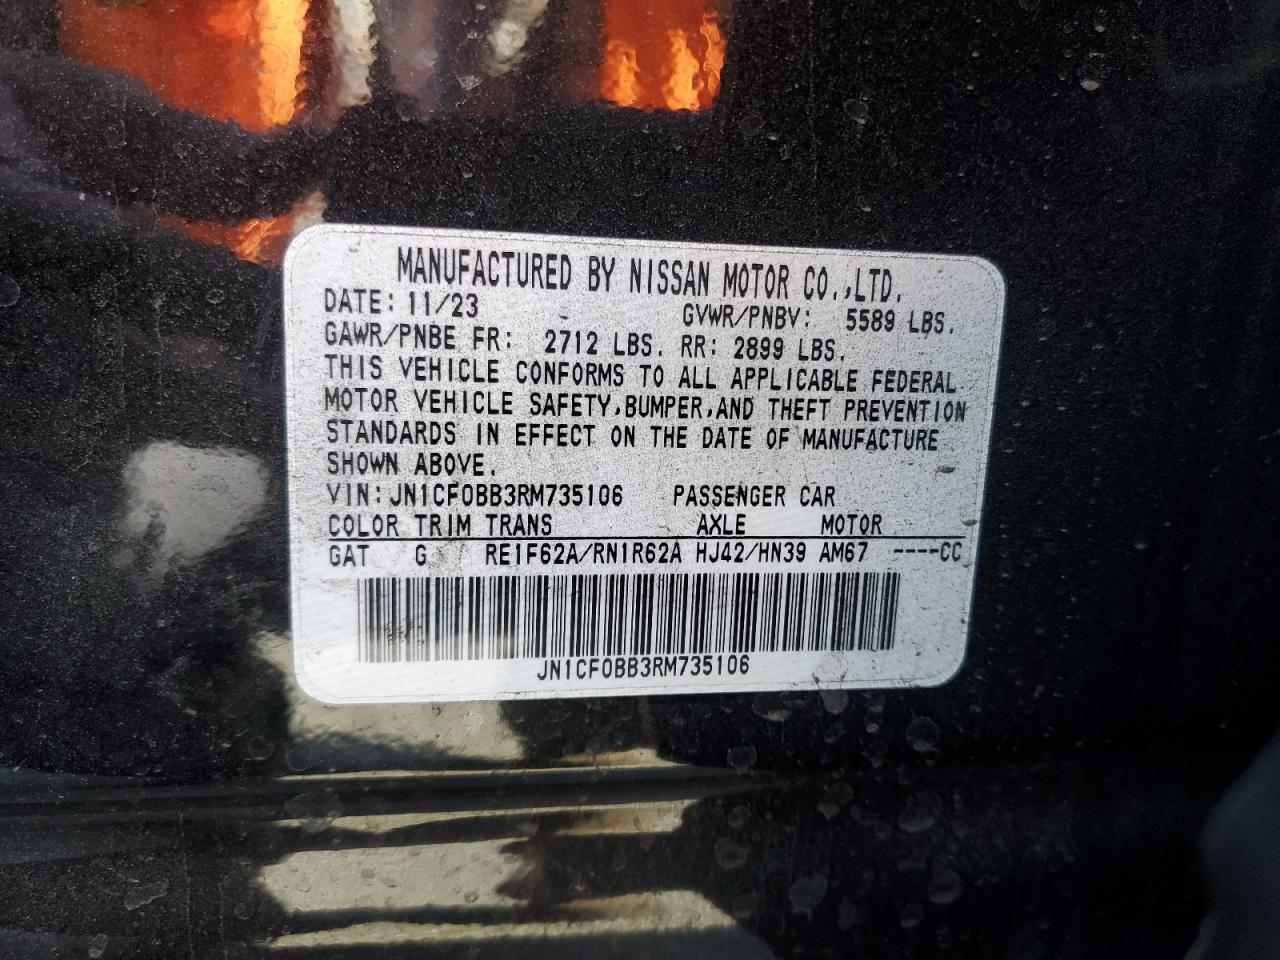 MANUFACTURED BY NISSAN MOTOR CO.,LTD.
DATE: 11/23 GVWR/PNBV: 5589 LBS.
GAWR/PNBE FR: 2712 LBS. RR: 2899 LBS.
THIS VEHICLE CONFORMS TO ALL APPLICABLE FEDERAL
MOTOR VEHICLE SAFETY,BUMPER,AND THEFT PREVENTION
STANDARDS IN EFFECT ON THE DATE OF MANUFACTURE
SHOWN ABOVE.
VIN: JN1CF0BB3RM735106 PASSENGER CAR
COLOR TRIM TRANS AXLE MOTOR
GAT G RE1F62A/RN1R62A HJ42/HN39 AM67 ----CC
JN1CF0BB3RM735106